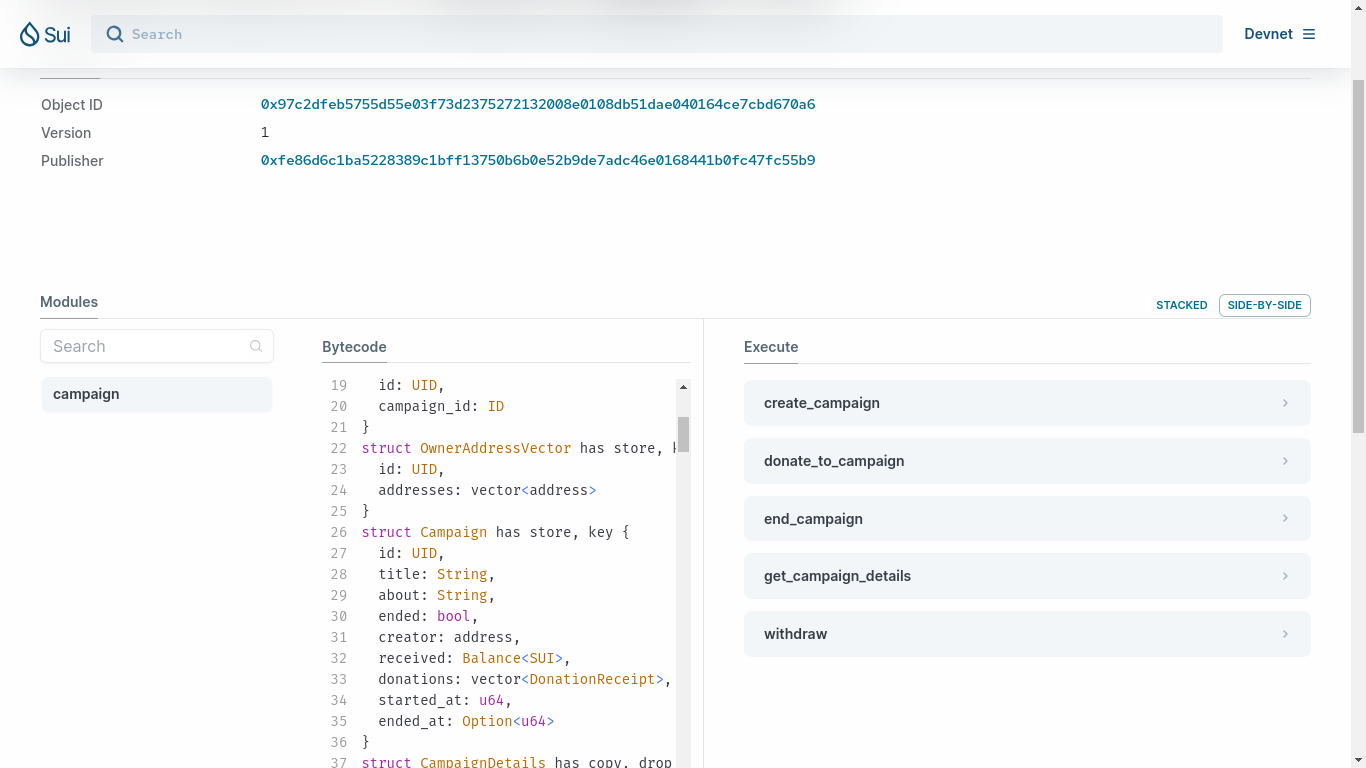 Sui
Search
Devnet
Object ID 0x97c2dfeb5755d55e03f73d2375272132008e0108db51dae040164ce7cbd670a6
Version 1
Publisher 0xfe86d6c1ba5228389c1bff13750b6b0e52b9de7adc46e0168441b0fc47fc55b9
Modules
STACKED SIDE-BY-SIDE
Search
campaign
Bytecode
19 id: UID,
20 campaign_id: ID
21 }
22 struct OwnerAddressVector has store, k
23 id: UID,
24 addresses: vector<address>
25 }
26 struct Campaign has store, key {
27 id: UID,
28 title: String,
29 about: String,
30 ended: bool,
31 creator: address,
32 received: Balance<SUI>,
33 donations: vector<DonationReceipt>,
34 started_at: u64,
35 ended_at: Option<u64>
36 }
37 struct CampaignDetails has copy, drop
Execute
create_campaign
donate_to_campaign
end_campaign
get_campaign_details
withdraw